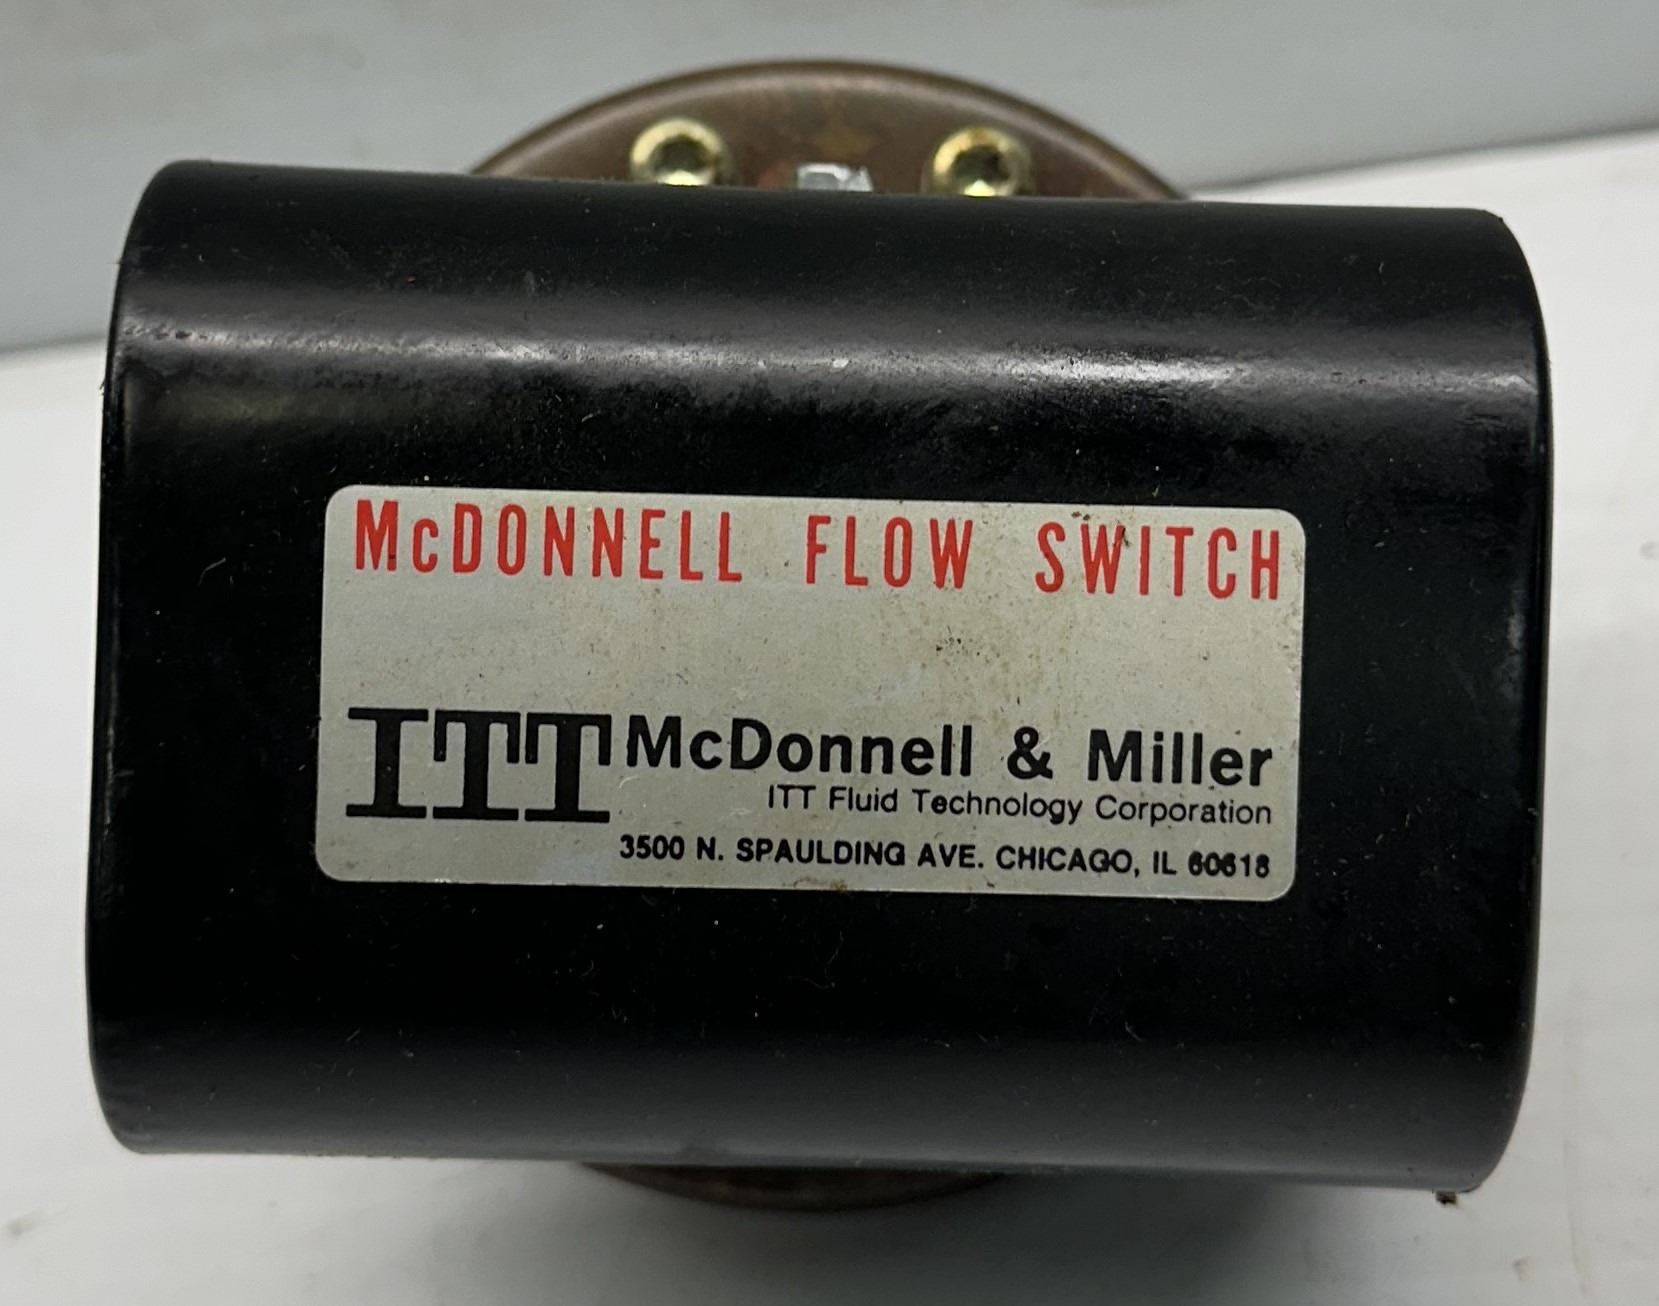 McDONNELL FLOW SWITCH
ITT McDonnell & Miller
ITT Fluid Technology Corporation
3500 N. SPAULDING AVE. CHICAGO, IL 60618